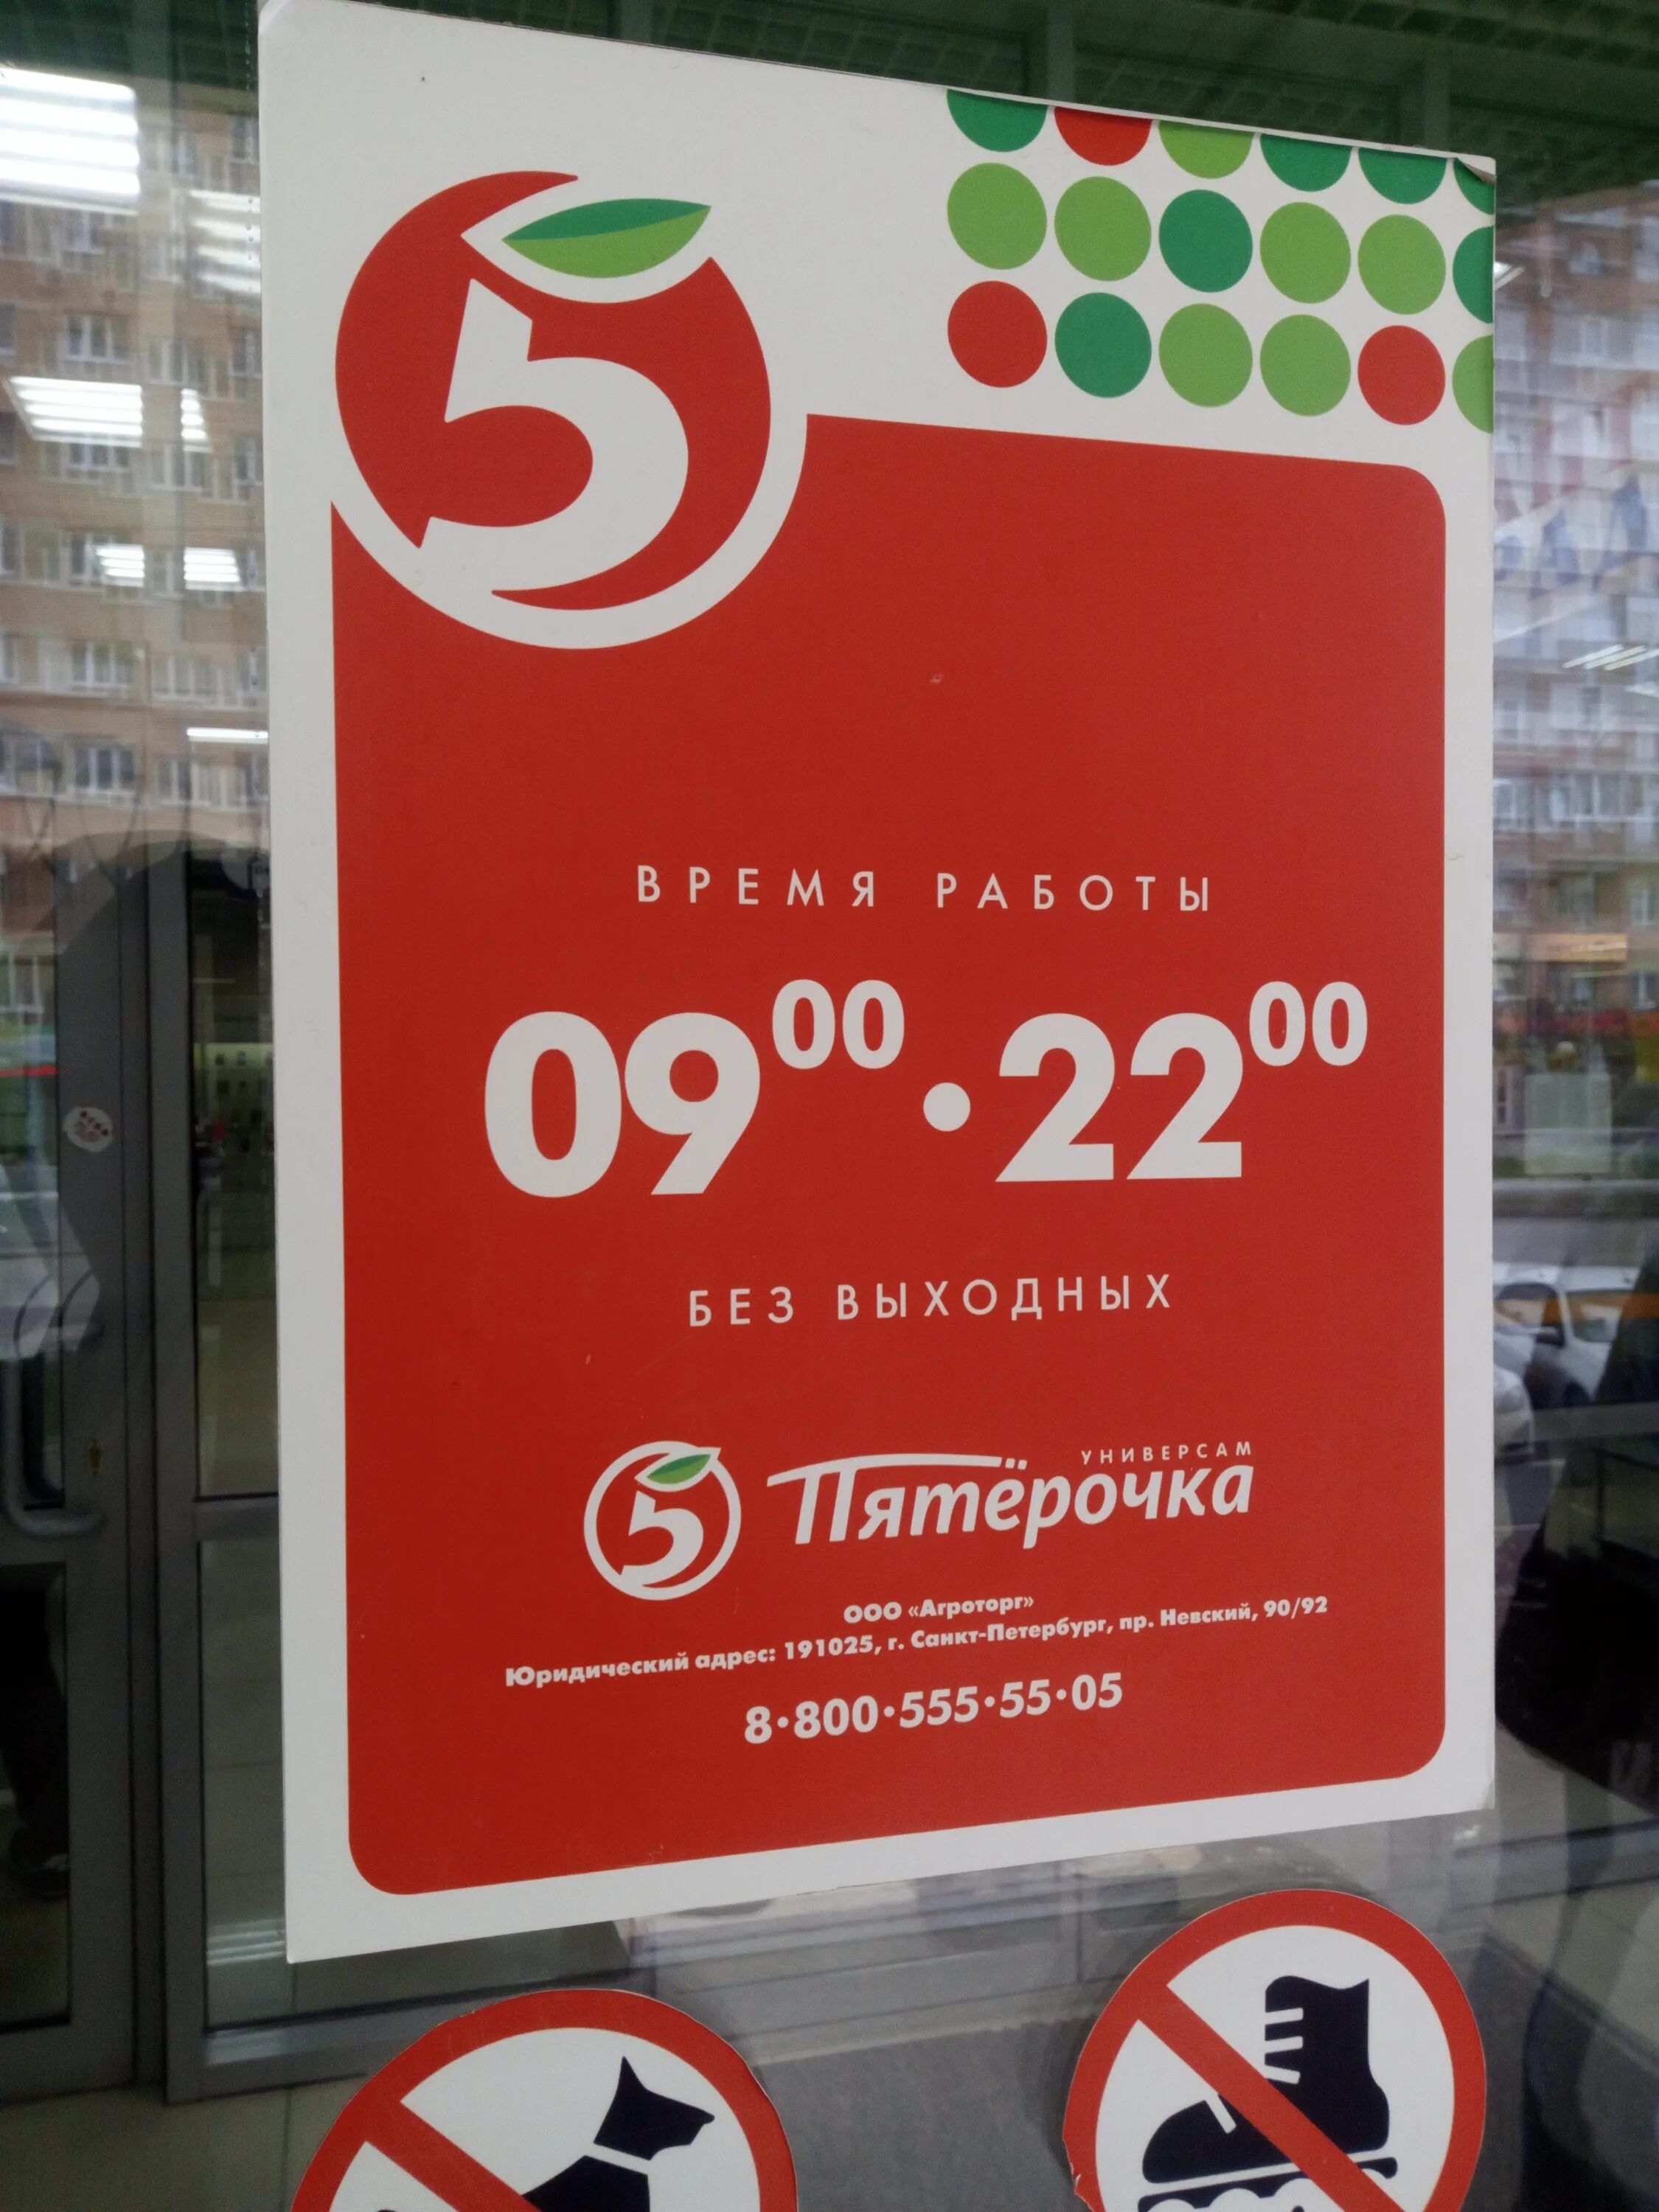 5
ВРЕМЯ РАБОТЫ
09⁰⁰•22⁰⁰
БЕЗ ВЫХОДНЫХ
УНИВЕРСАМ
5 Пятёрочка
ООО «Агроторг»
Юридический адрес: 191025, г. Санкт-Петербург, пр. Невский, 90/92
8•800•555•55•05